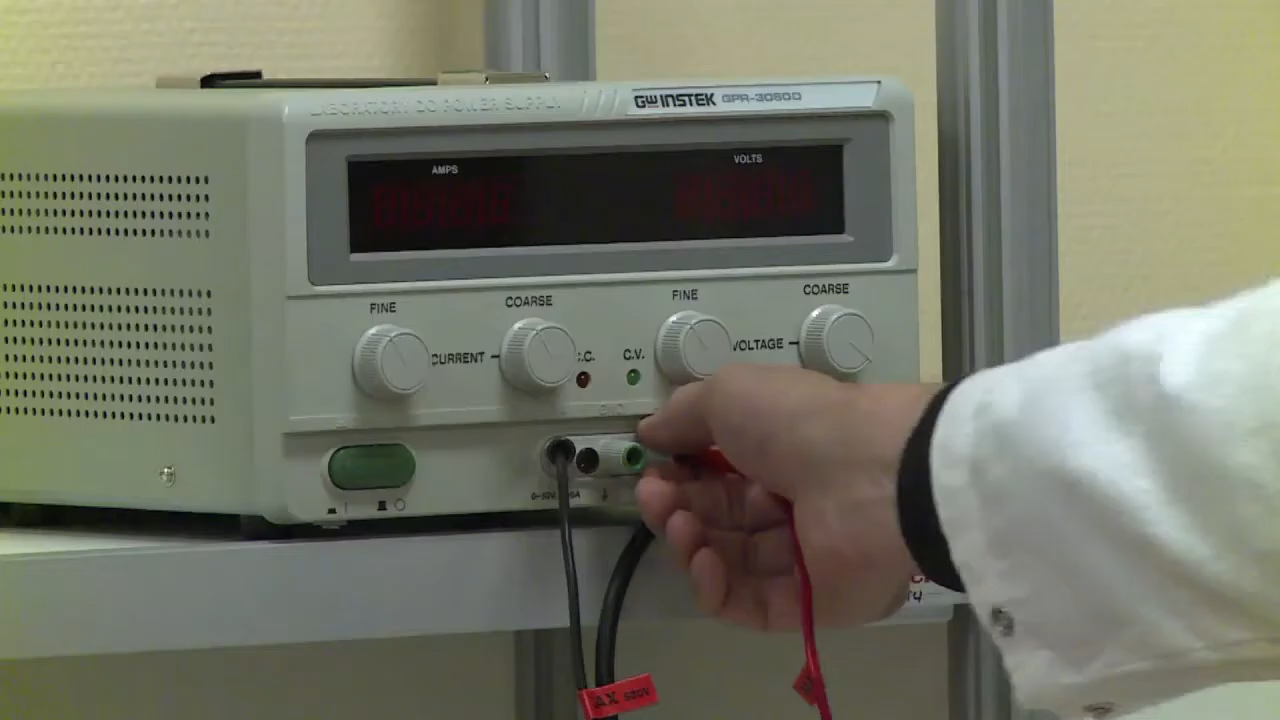 LABORATORY DC POWER SUPPLY
GW INSTEK GPR-3060D
AMPS
VOLTS
FINE
COARSE
FINE
COARSE
CURRENT
C.C.
C.V.
VOLTAGE